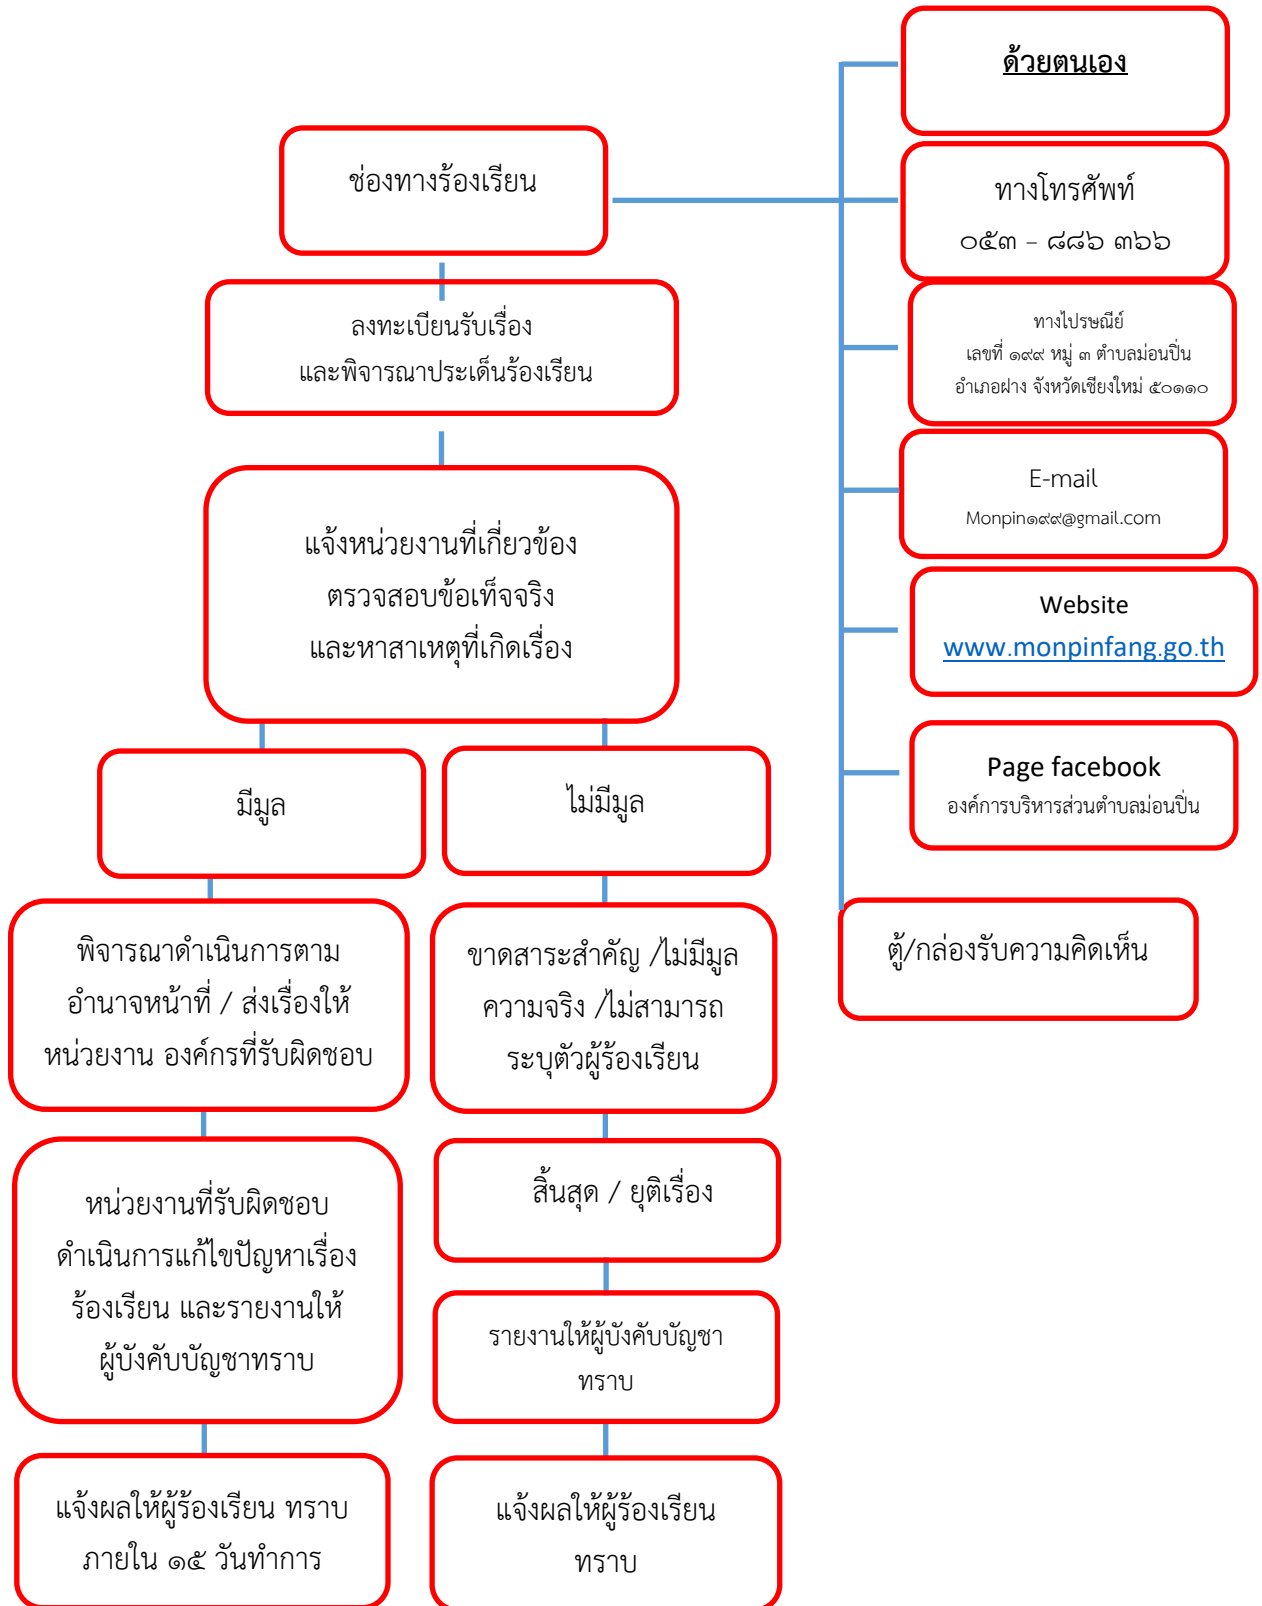 ช่องทางร้องเรียน
ลงทะเบียนรับเรื่อง
และพิจารณาประเด็นร้องเรียน
แจ้งหน่วยงานที่เกี่ยวข้อง
ตรวจสอบข้อเท็จจริง
และหาสาเหตุที่เกิดเรื่อง
มีมูล
พิจารณาดำเนินการตาม
อำนาจหน้าที่ / ส่งเรื่องให้
หน่วยงาน องค์กรที่รับผิดชอบ
หน่วยงานที่รับผิดชอบ
ดำเนินการแก้ไขปัญหาเรื่อง
ร้องเรียน และรายงานให้
ผู้บังคับบัญชาทราบ
แจ้งผลให้ผู้ร้องเรียน ทราบ
ภายใน ๑๕ วันทำการ
ไม่มีมูล
ขาดสาระสำคัญ /ไม่มีมูล
ความจริง /ไม่สามารถ
ระบุตัวผู้ร้องเรียน
สิ้นสุด / ยุติเรื่อง
รายงานให้ผู้บังคับบัญชา
ทราบ
แจ้งผลให้ผู้ร้องเรียน
ทราบ
ด้วยตนเอง
ทางโทรศัพท์
๐๕๓ – ๘๘๖ ๓๖๖
ทางไปรษณีย์
เลขที่ ๑๙๙ หมู่ ๓ ตำบลม่อนปิ่น
อำเภอฝาง จังหวัดเชียงใหม่ ๕๐๑๑๐
E-mail
Monpin๑๙๙@gmail.com
Website
www.monpinfang.go.th
Page facebook
องค์การบริหารส่วนตำบลม่อนปิ่น
ตู้/กล่องรับความคิดเห็น